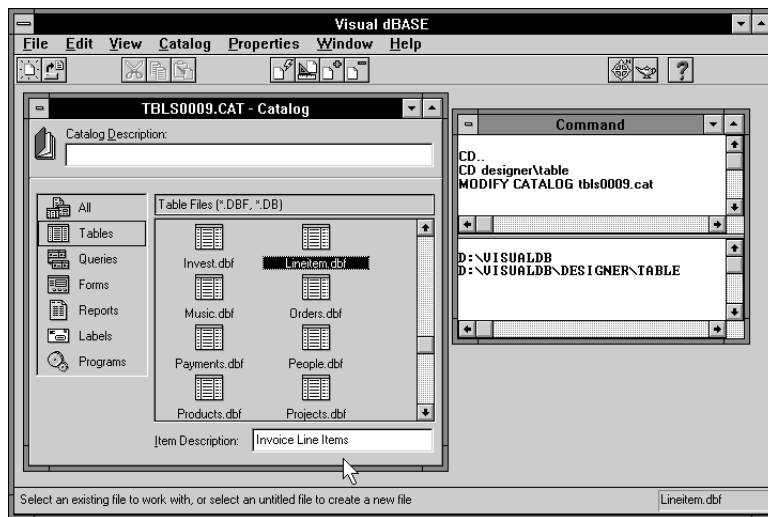 Visual dBASE
File Edit View Catalog Properties Window Help
TBLS0009.CAT - Catalog
Catalog Description:
All
Tables
Queries
Forms
Reports
Labels
Programs
Table Files (*.DBF, *.DB)
Invest.dbf Lineitem.dbf
Music.dbf Orders.dbf
Payments.dbf People.dbf
Products.dbf Projects.dbf
Item Description: Invoice Line Items
Command
CD..
CD designer\table
MODIFY CATALOG tbls0009.cat
D:\VISUALDB
D:\VISUALDB\DESIGNER\TABLE
Select an existing file to work with, or select an untitled file to create a new file Lineitem.dbf